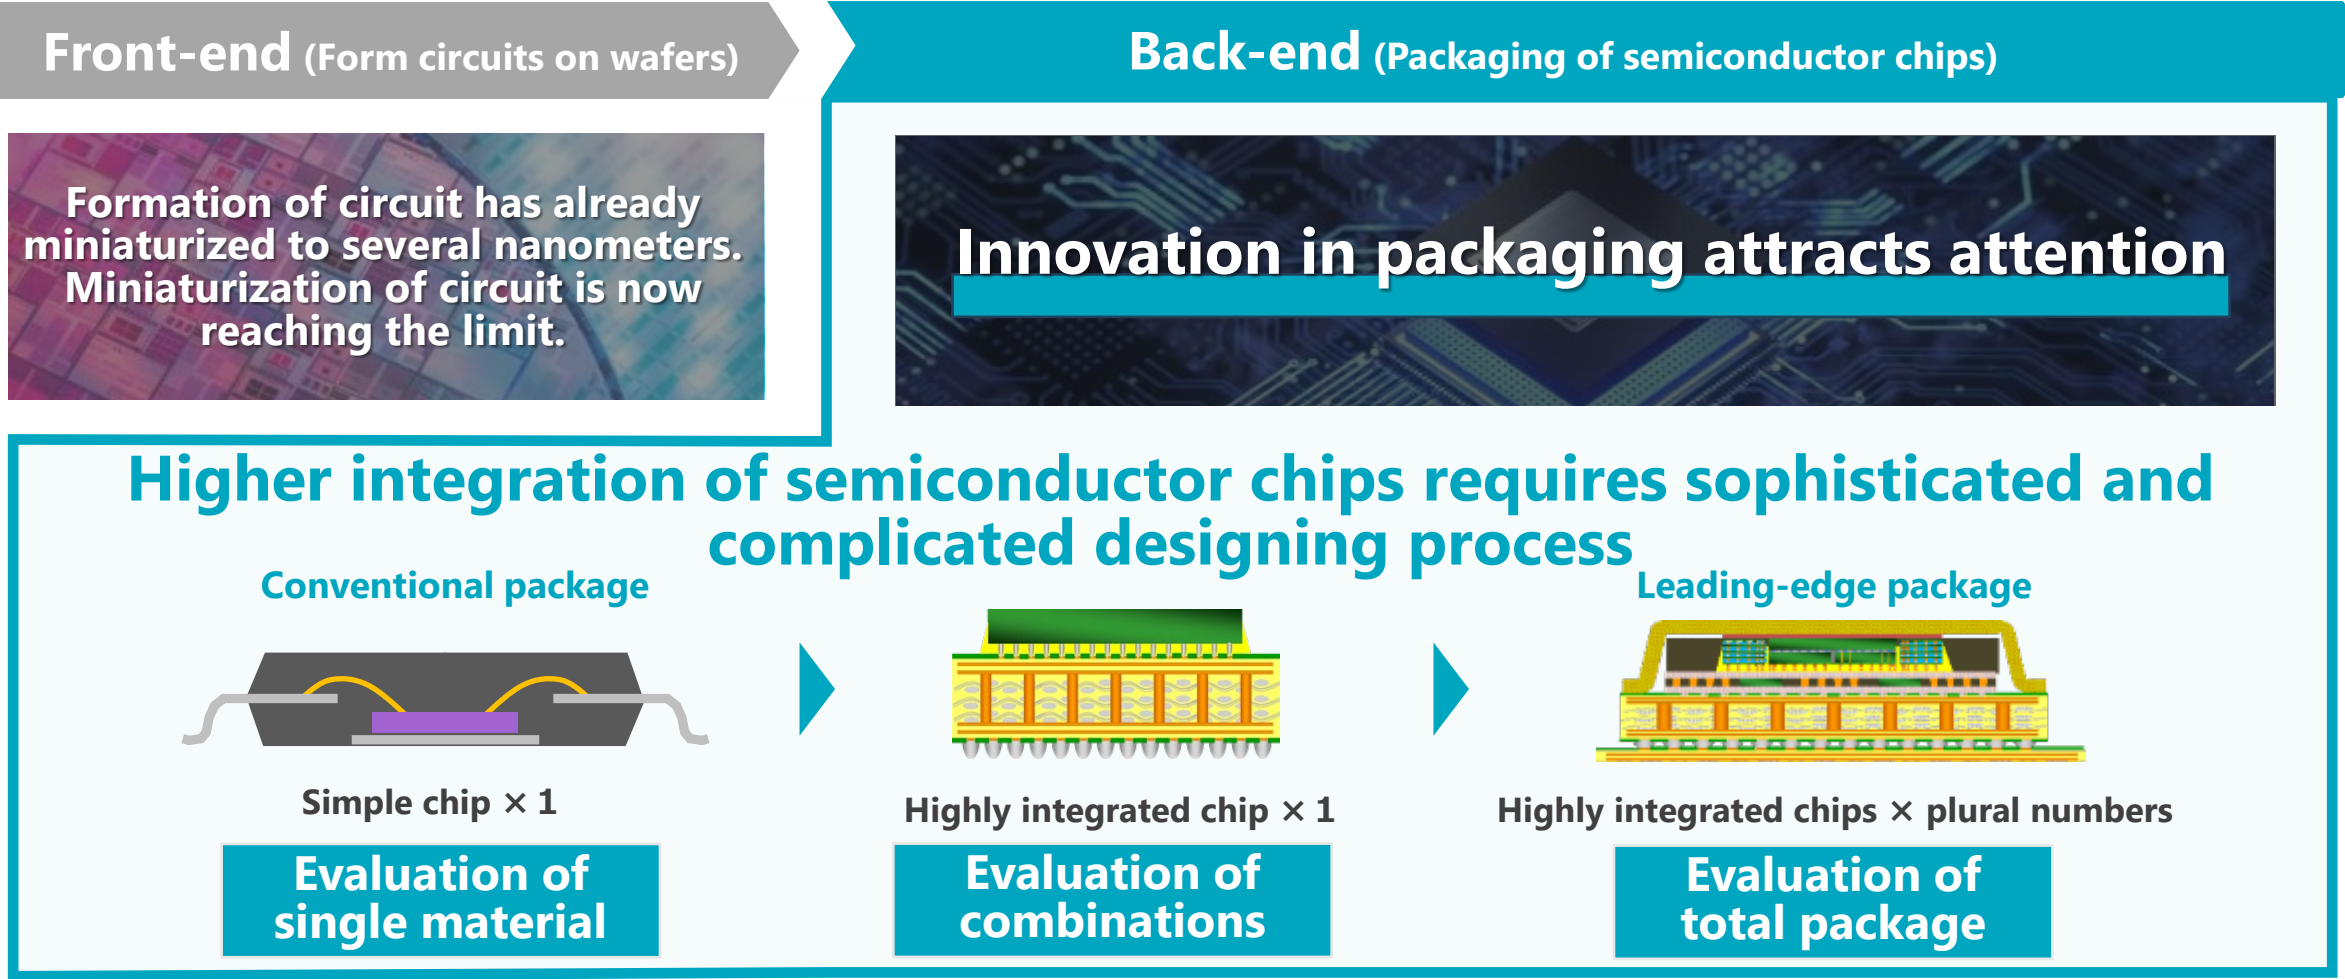 Front-end (Form circuits on wafers)
Back-end (Packaging of semiconductor chips)
Formation of circuit has already
miniaturized to several nanometers.
Miniaturization of circuit is now
reaching the limit.
Innovation in packaging attracts attention
Higher integration of semiconductor chips requires sophisticated and
complicated designing process
Conventional package
Leading-edge package
Simple chip × 1
Highly integrated chip × 1
Highly integrated chips × plural numbers
Evaluation of
single material
Evaluation of
combinations
Evaluation of
total package